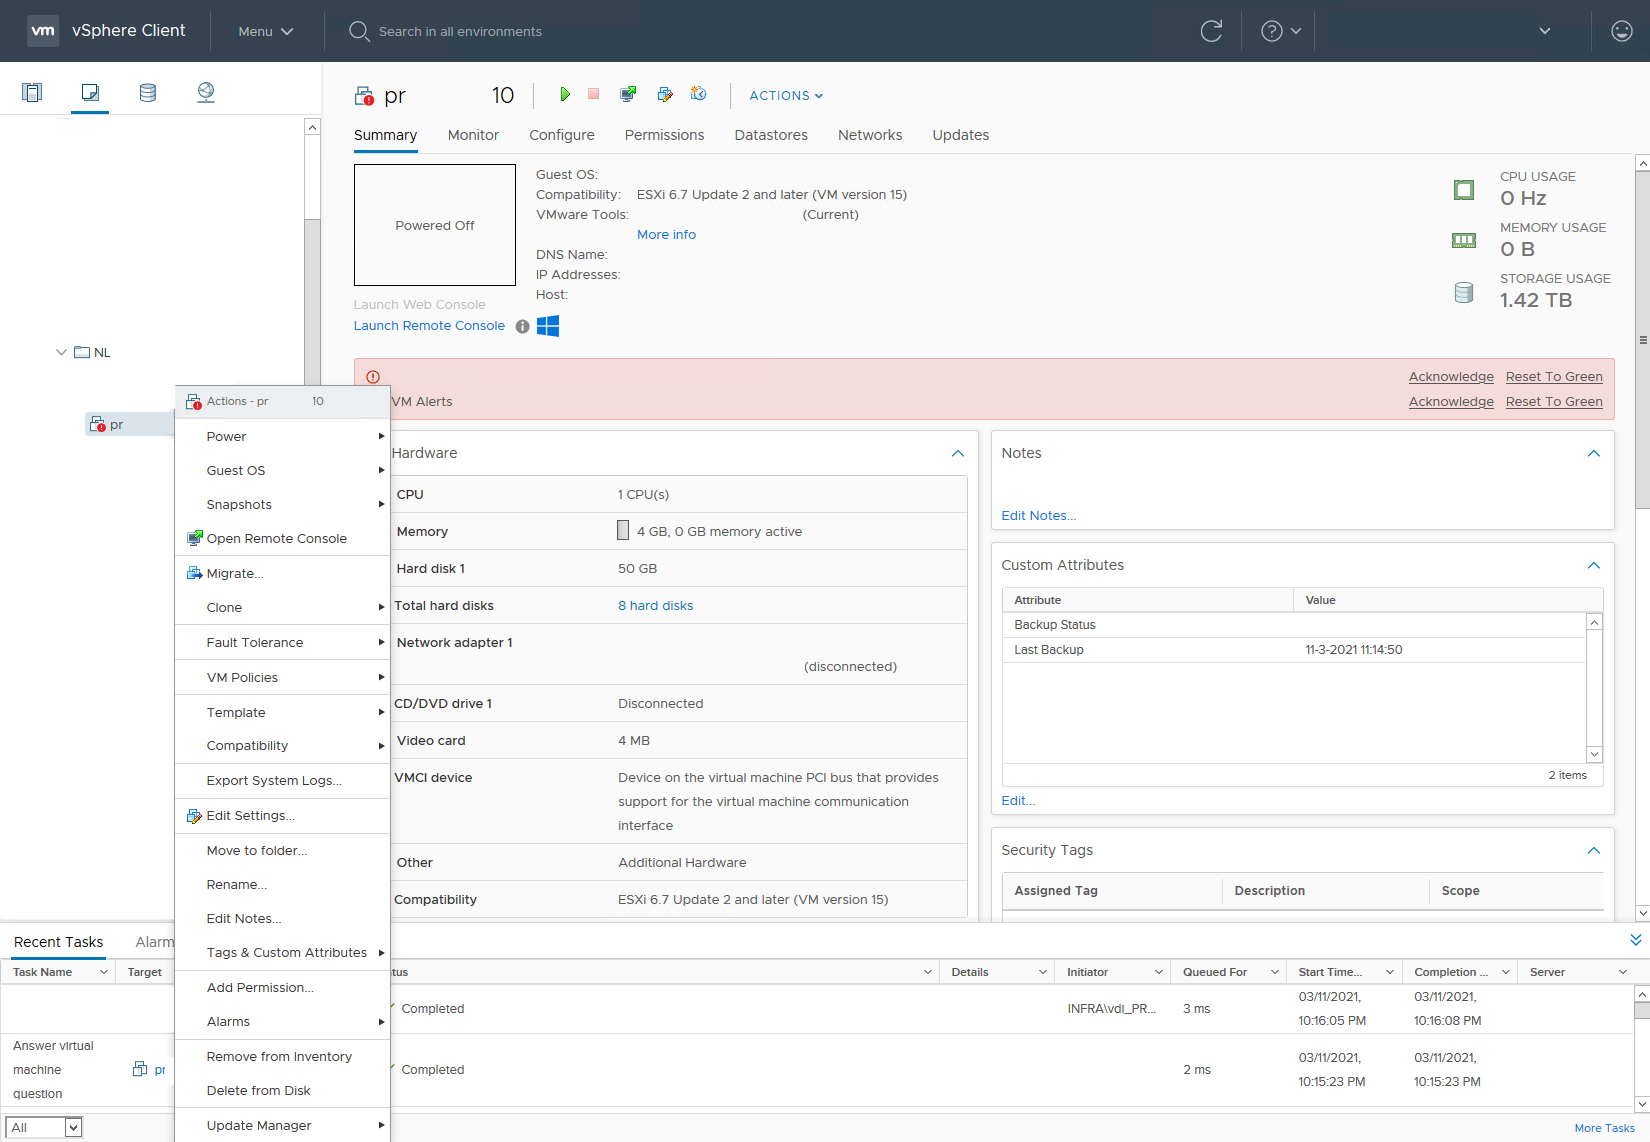 vm vSphere Client Menu Search in all environments
pr 10 ACTIONS
Summary Monitor Configure Permissions Datastores Networks Updates
Powered Off
Guest OS:
Compatibility: ESXi 6.7 Update 2 and later (VM version 15)
VMware Tools: (Current)
More info
DNS Name:
IP Addresses:
Host:
Launch Web Console
Launch Remote Console
CPU USAGE
0 Hz
MEMORY USAGE
0 B
STORAGE USAGE
1.42 TB
NL
pr
Acknowledge Reset To Green
VM Alerts Acknowledge Reset To Green
Actions - pr 10
Power
Guest OS
Snapshots
Open Remote Console
Migrate...
Clone
Fault Tolerance
VM Policies
Template
Compatibility
Export System Logs...
Edit Settings...
Move to folder...
Rename...
Edit Notes...
Tags & Custom Attributes
Add Permission...
Alarms
Remove from Inventory
Delete from Disk
Update Manager
Hardware
CPU 1 CPU(s)
Memory 4 GB, 0 GB memory active
Hard disk 1 50 GB
Total hard disks 8 hard disks
Network adapter 1
(disconnected)
CD/DVD drive 1 Disconnected
Video card 4 MB
VMCI device Device on the virtual machine PCI bus that provides
support for the virtual machine communication
interface
Other Additional Hardware
Compatibility ESXi 6.7 Update 2 and later (VM version 15)
Notes
Edit Notes...
Custom Attributes
Attribute Value
Backup Status
Last Backup 11-3-2021 11:14:50
2 items
Edit...
Security Tags
Assigned Tag Description Scope
Recent Tasks Alarm
Task Name Target tus Details Initiator Queued For Start Time... Completion ... Server
Completed INFRA\vdl_PR... 3 ms 03/11/2021, 10:16:05 PM 03/11/2021, 10:16:08 PM
Answer virtual
machine
question
pr Completed 2 ms 03/11/2021, 10:15:23 PM 03/11/2021, 10:15:23 PM
All More Tasks